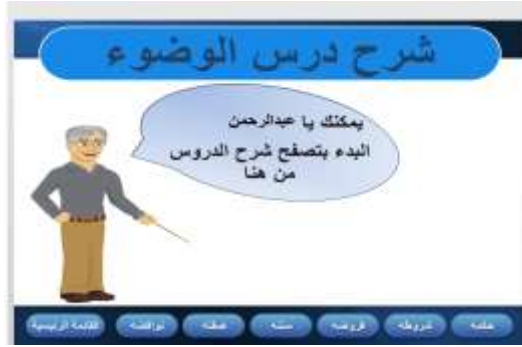 شرح درس الوضوء
يمكنك يا عبدالرحمن
البدء بتصفح شرح الدروس
من هنا
حكمه شروطه فروضه سننه صفته نواقضه القائمة الرئيسية